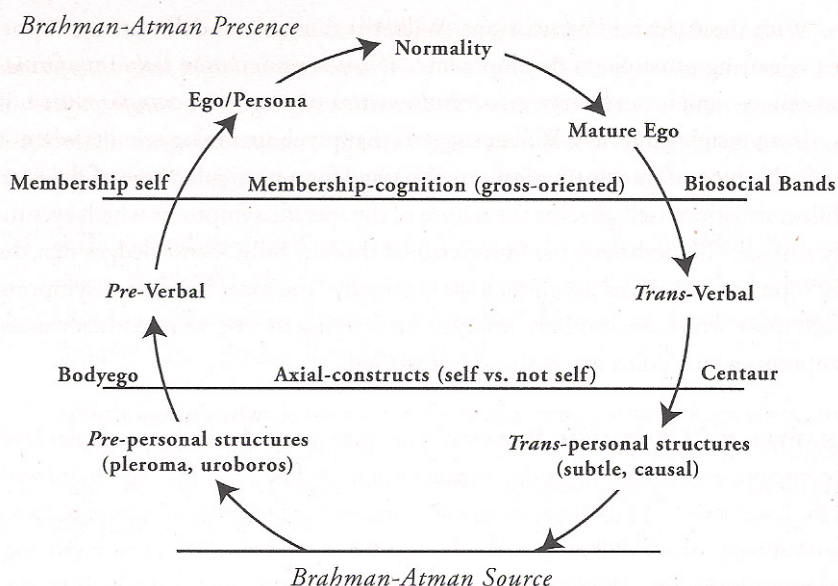 Brahman-Atman Presence
Normality
Ego/Persona
Mature Ego
Membership self
Membership-cognition (gross-oriented)
Biosocial Bands
Pre-Verbal
Trans-Verbal
Bodyego
Axial-constructs (self vs. not self)
Centaur
Pre-personal structures
(pleroma, uroboros)
Trans-personal structures
(subtle, causal)
Brahman-Atman Source